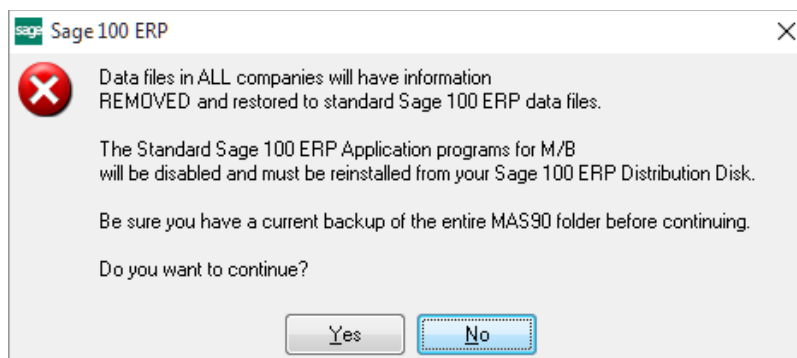 sage Sage 100 ERP
Data files in ALL companies will have information
REMOVED and restored to standard Sage 100 ERP data files.
The Standard Sage 100 ERP Application programs for M/B
will be disabled and must be reinstalled from your Sage 100 ERP Distribution Disk.
Be sure you have a current backup of the entire MAS90 folder before continuing.
Do you want to continue?
Yes No